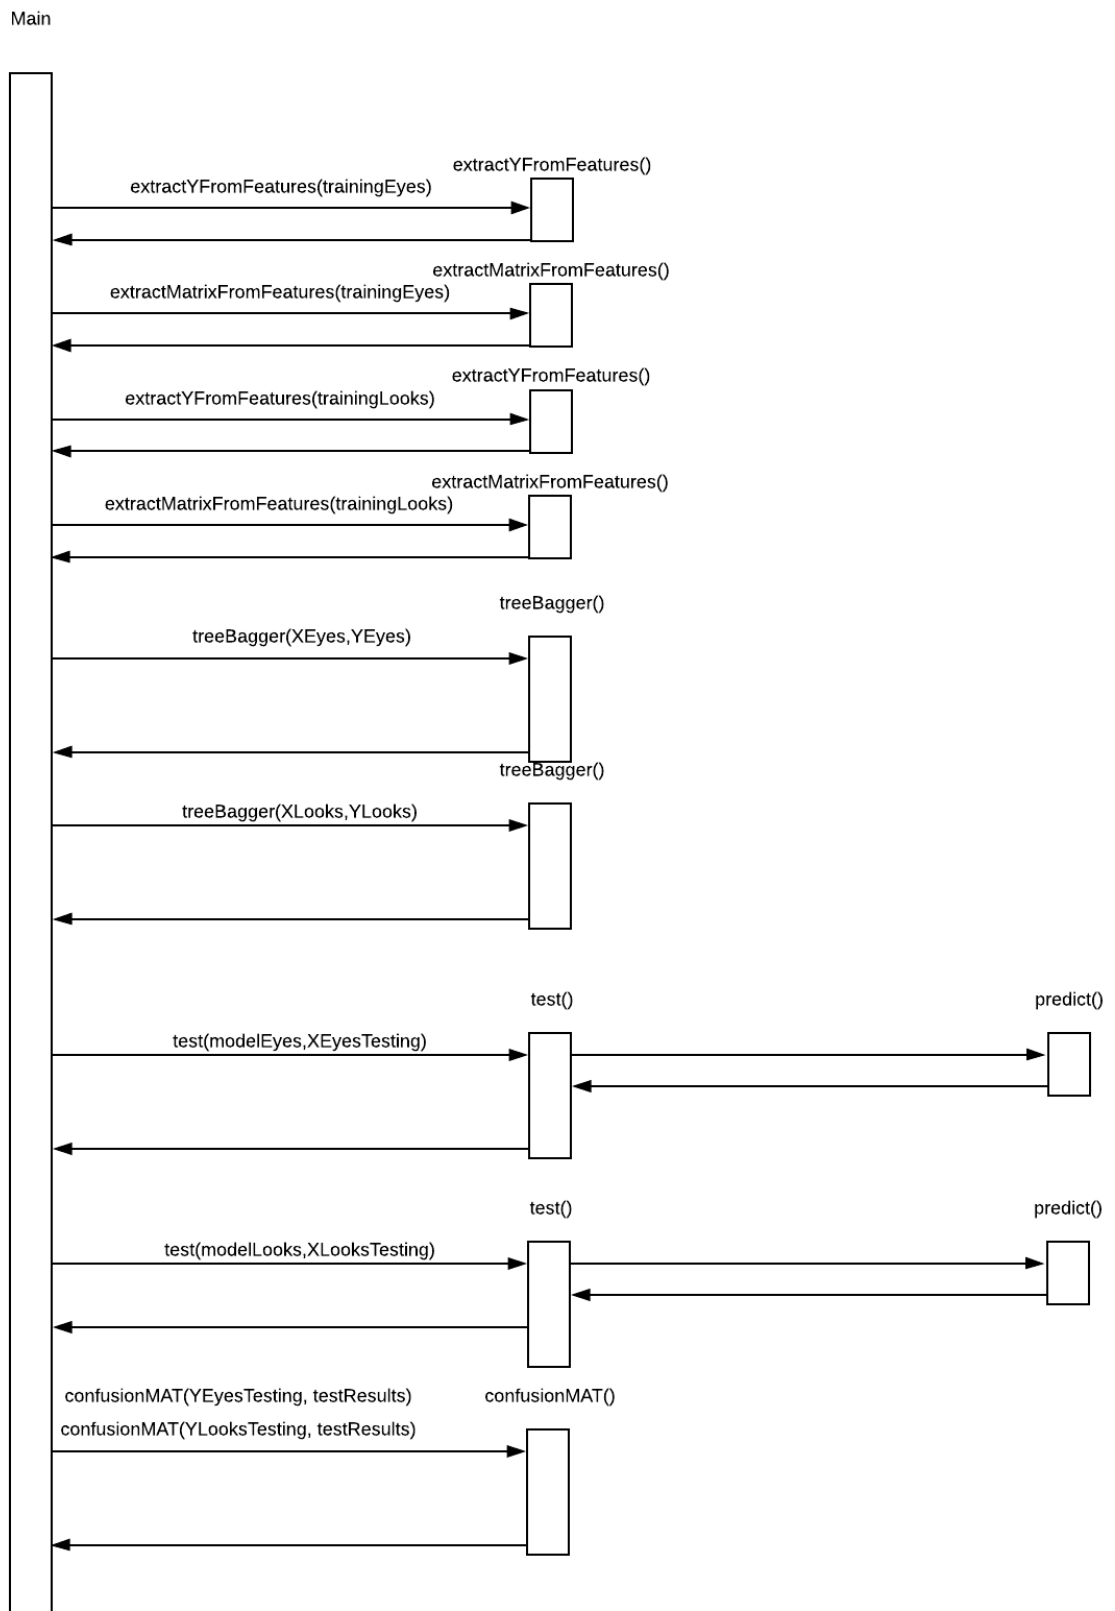 Main
extractYFromFeatures()
extractYFromFeatures(trainingEyes)
extractMatrixFromFeatures()
extractMatrixFromFeatures(trainingEyes)
extractYFromFeatures()
extractYFromFeatures(trainingLooks)
extractMatrixFromFeatures()
extractMatrixFromFeatures(trainingLooks)
treeBagger()
treeBagger(XEyes,YEyes)
treeBagger()
treeBagger(XLooks,YLooks)
test()
predict()
test(modelEyes,XEyesTesting)
test()
predict()
test(modelLooks,XLooksTesting)
confusionMAT(YEyesTesting, testResults)
confusionMAT()
confusionMAT(YLooksTesting, testResults)